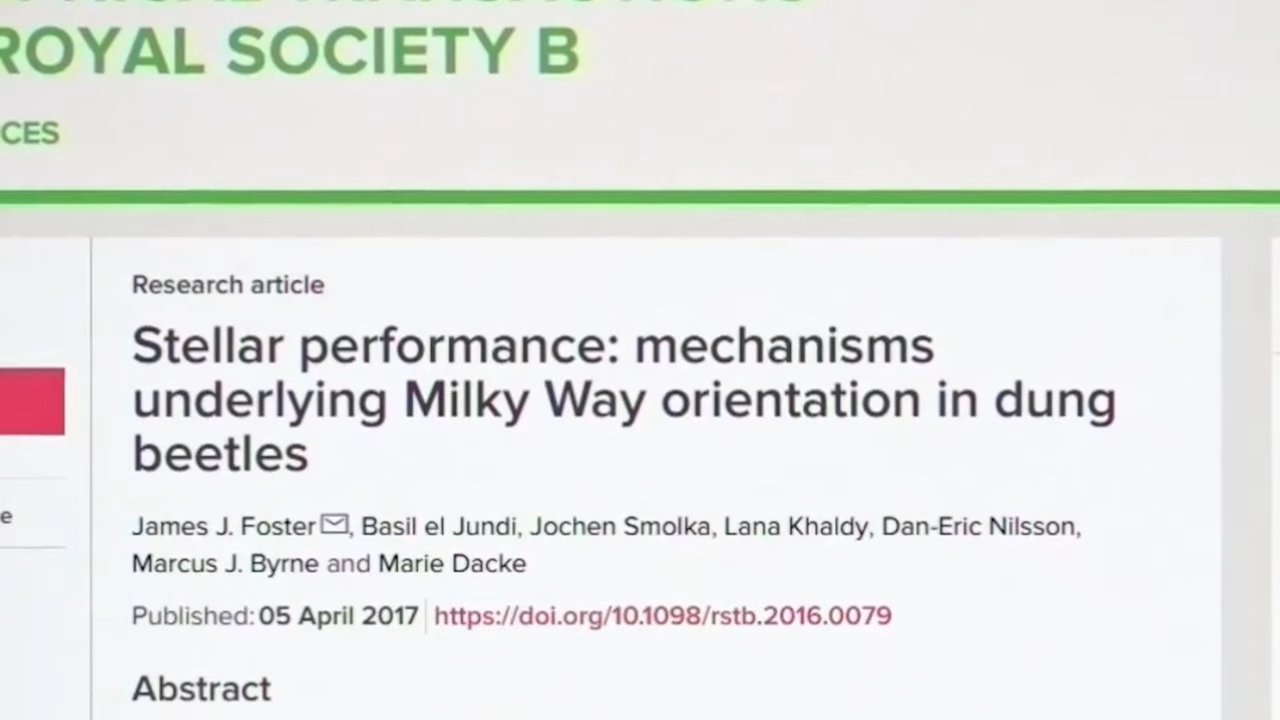 ROYAL SOCIETY B
CES
Research article
Stellar performance: mechanisms
underlying Milky Way orientation in dung
beetles
e
James J. Foster, Basil el Jundi, Jochen Smolka, Lana Khaldy, Dan-Eric Nilsson,
Marcus J. Byrne and Marie Dacke
Published: 05 April 2017 https://doi.org/10.1098/rstb.2016.0079
Abstract